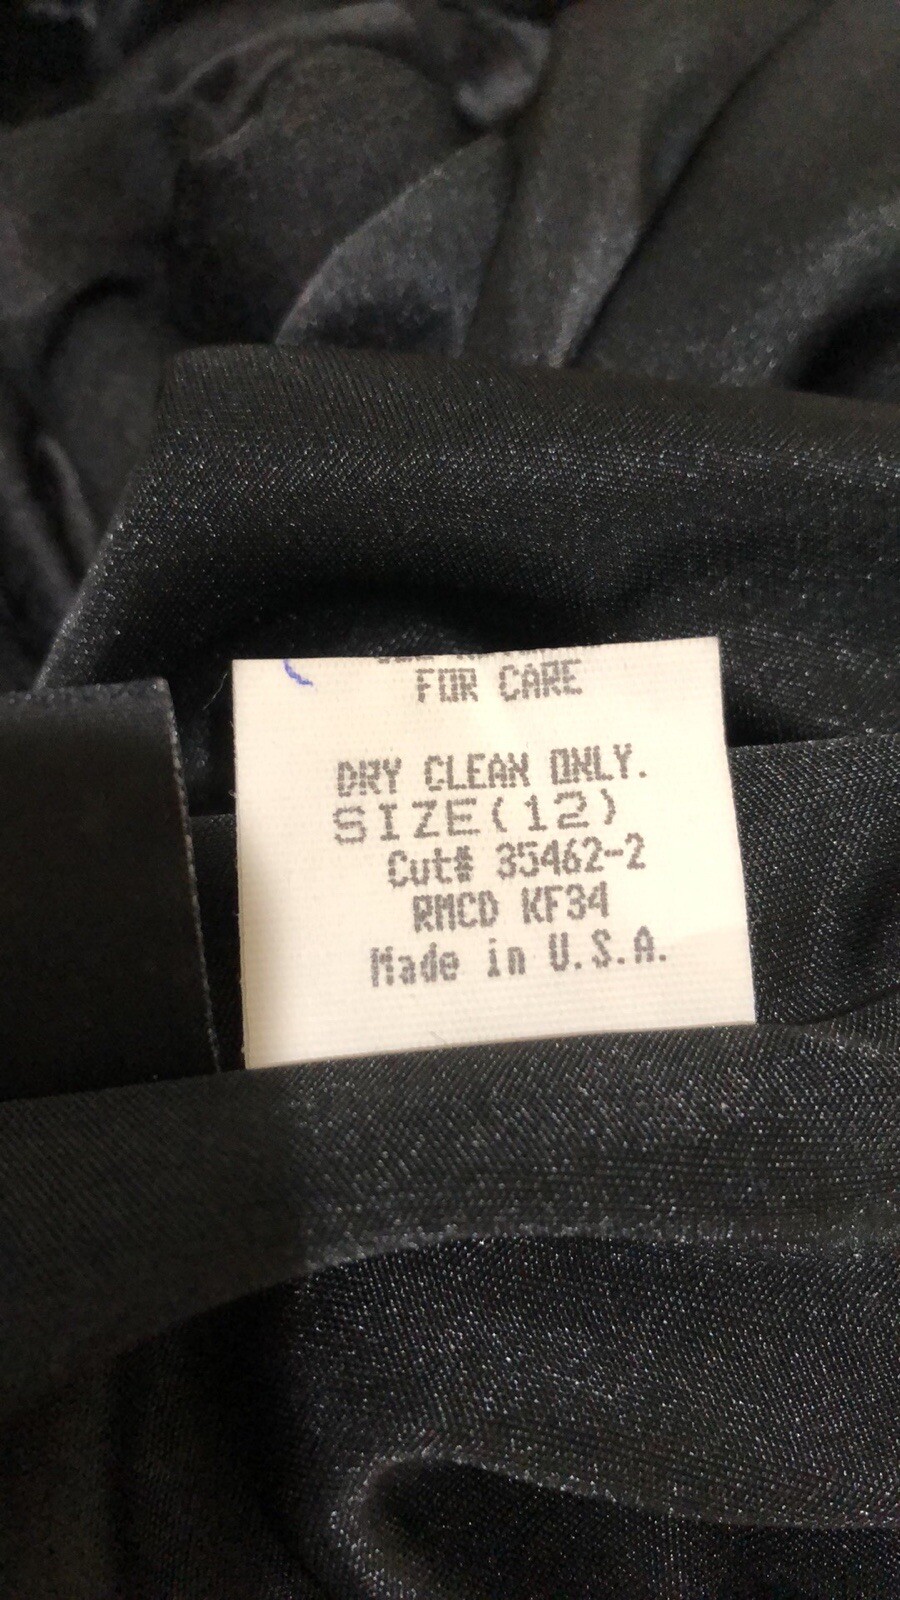 FOR CARE
DRY CLEAN ONLY.
SIZE(12)
Cut# 35462-2
RMCD KF34
Made in U.S.A.